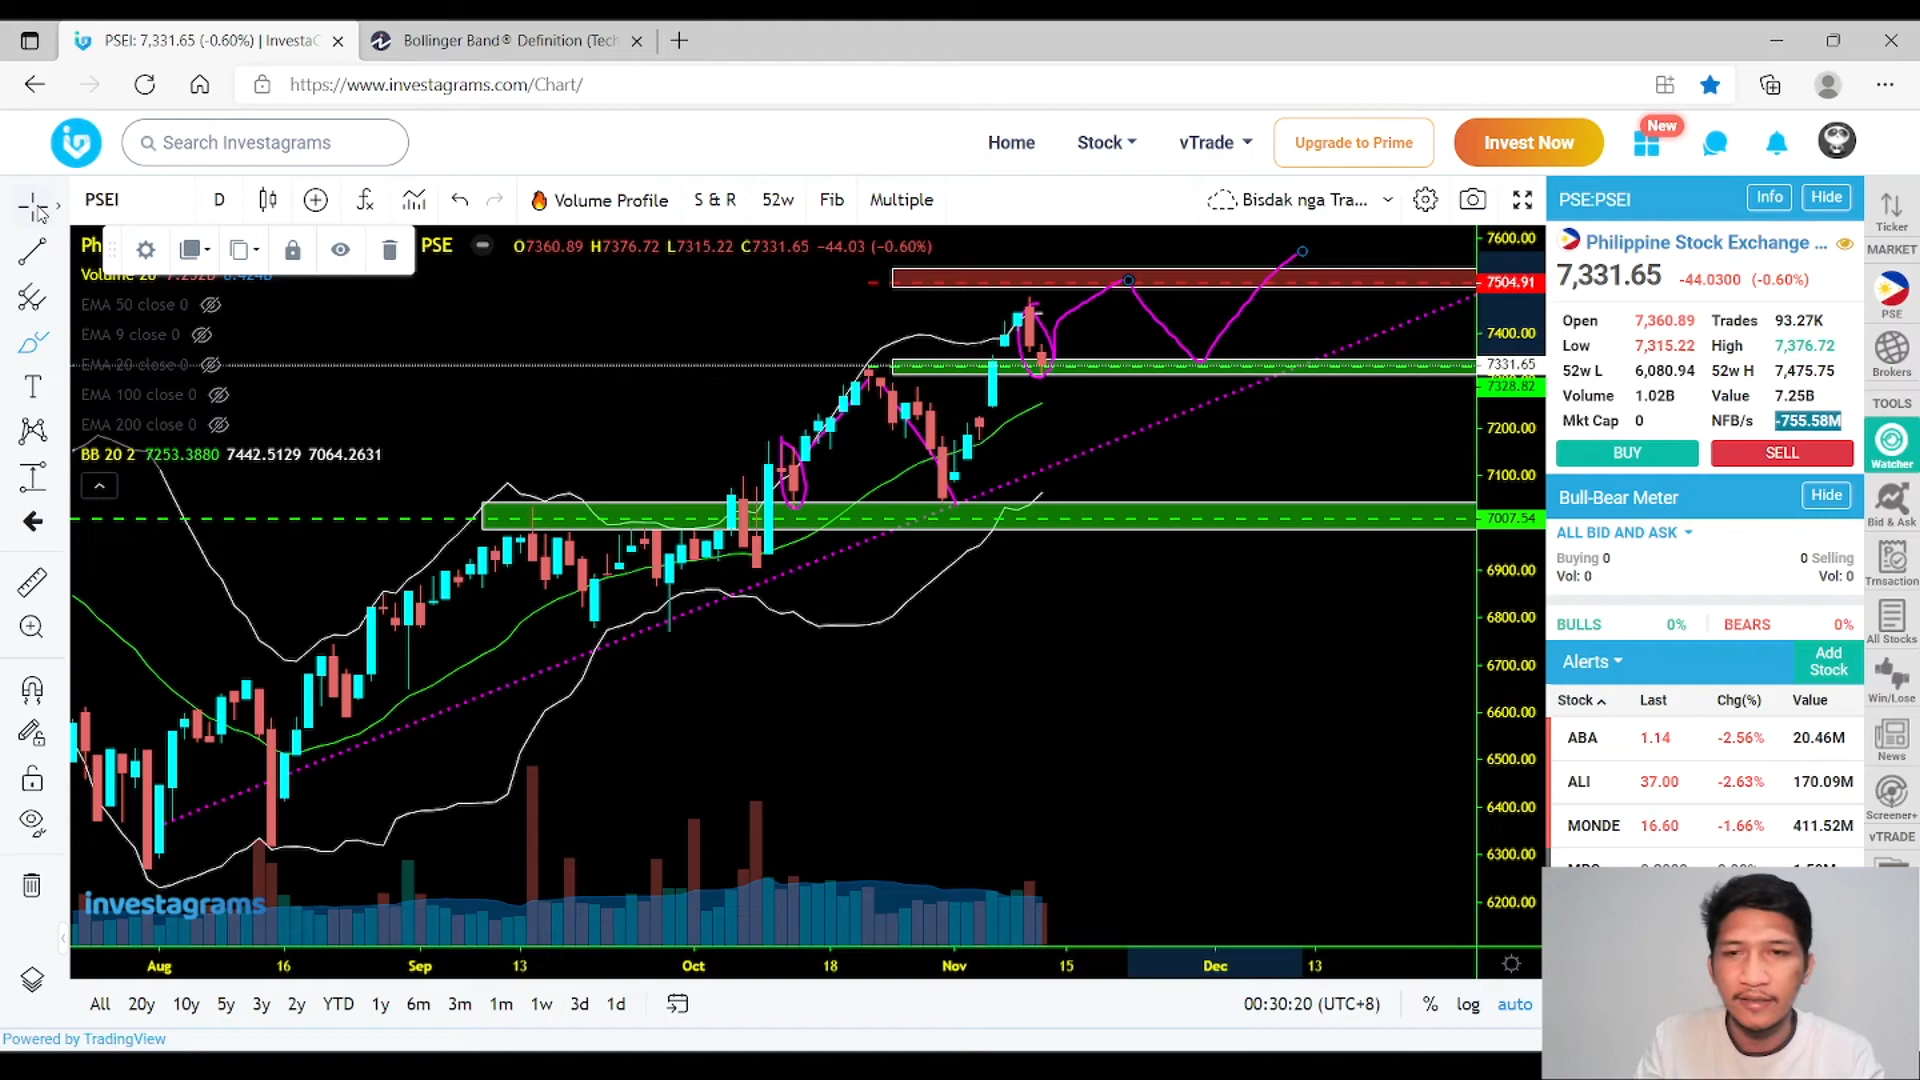 PSEI: 7,331.65 (-0.60%) | InvestaG
Bollinger Band® Definition (Tech
https://www.investagrams.com/Chart/
Search Investagrams
Home
Stock
vTrade
Upgrade to Prime
Invest Now
New
PSEI
D
Volume Profile
S & R
52w
Fib
Multiple
Bisdak nga Tra...
PSE:PSEI
Info
Hide
Ticker
Ph
PSE
O7360.89 H7376.72 L7315.22 C7331.65 -44.03 (-0.60%)
Volume 20
EMA 50 close 0
EMA 9 close 0
EMA 20 close 0
EMA 100 close 0
EMA 200 close 0
BB 20 2 7253.3880 7442.5129 7064.2631
7600.00
7504.91
7400.00
7331.65
7328.82
7200.00
7100.00
7007.54
6900.00
6800.00
6700.00
6600.00
6500.00
6400.00
6300.00
6200.00
investagrams
Aug
16
Sep
13
Oct
18
Nov
15
Dec
13
All
20y
10y
5y
3y
2y
YTD
1y
6m
3m
1m
1w
3d
1d
00:30:20 (UTC+8)
%
log
auto
Powered by TradingView
Philippine Stock Exchange ...
7,331.65 -44.0300 (-0.60%)
Open 7,360.89 Trades 93.27K
Low 7,315.22 High 7,376.72
52w L 6,080.94 52w H 7,475.75
Volume 1.02B Value 7.25B
Mkt Cap 0 NFB/s -755.58M
BUY
SELL
Bull-Bear Meter
Hide
ALL BID AND ASK
Buying 0
0 Selling
Vol: 0
Vol: 0
BULLS 0%
BEARS 0%
Alerts
Add Stock
Stock Last Chg(%) Value
ABA 1.14 -2.56% 20.46M
ALI 37.00 -2.63% 170.09M
MONDE 16.60 -1.66% 411.52M
MARKET
PSE
Brokers
TOOLS
Watcher
Bid & Ask
Trnsaction
All Stocks
Win/Lose
News
Screener+
vTRADE